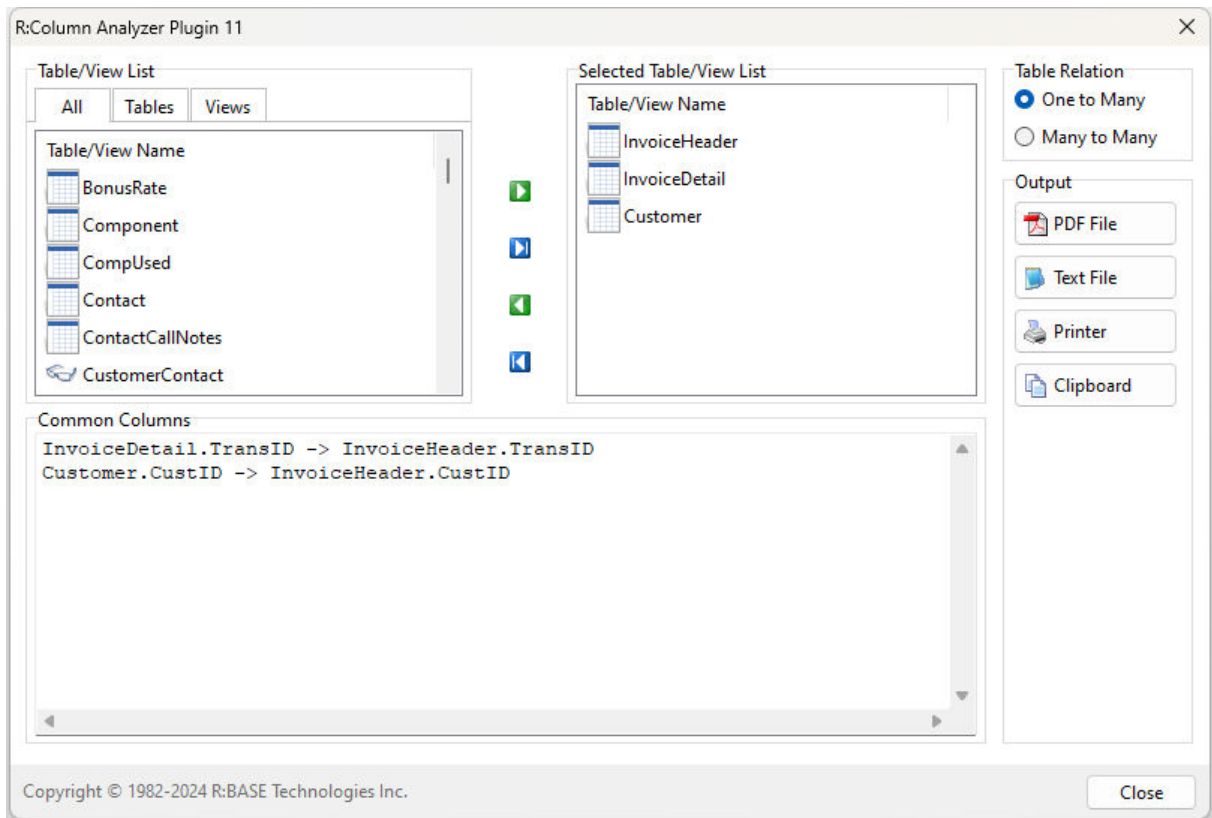 R:Column Analyzer Plugin 11
Table/View List
All Tables Views
Table/View Name
BonusRate
Component
CompUsed
Contact
ContactCallNotes
CustomerContact
Selected Table/View List
Table/View Name
InvoiceHeader
InvoiceDetail
Customer
Table Relation
One to Many
Many to Many
Output
PDF File
Text File
Printer
Clipboard
Common Columns
InvoiceDetail.TransID -> InvoiceHeader.TransID
Customer.CustID -> InvoiceHeader.CustID
Copyright © 1982-2024 R:BASE Technologies Inc.
Close